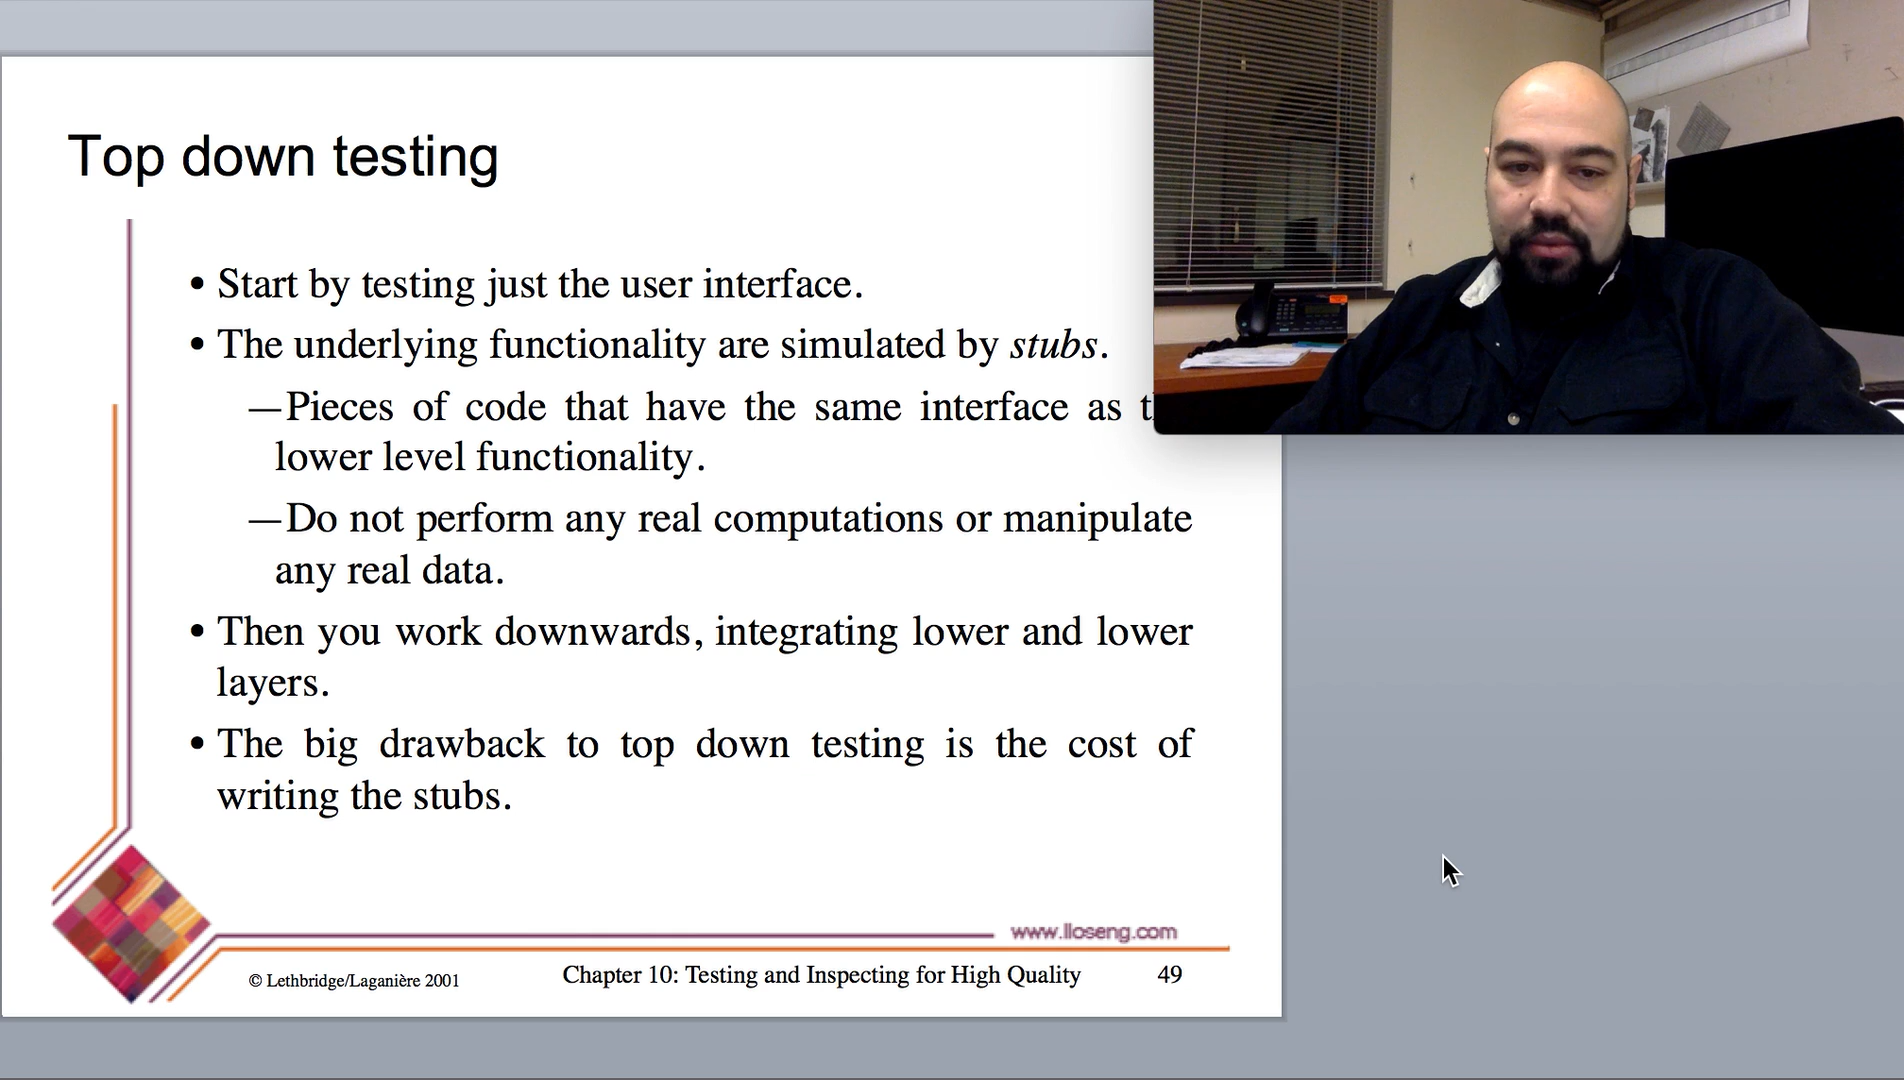 Top down testing
• Start by testing just the user interface.
• The underlying functionality are simulated by stubs.
—Pieces of code that have the same interface as
lower level functionality.
—Do not perform any real computations or manipulate
any real data.
• Then you work downwards, integrating lower and lower
layers.
• The big drawback to top down testing is the cost of
writing the stubs.
www.lloseng.com
© Lethbridge/Laganière 2001
Chapter 10: Testing and Inspecting for High Quality
49